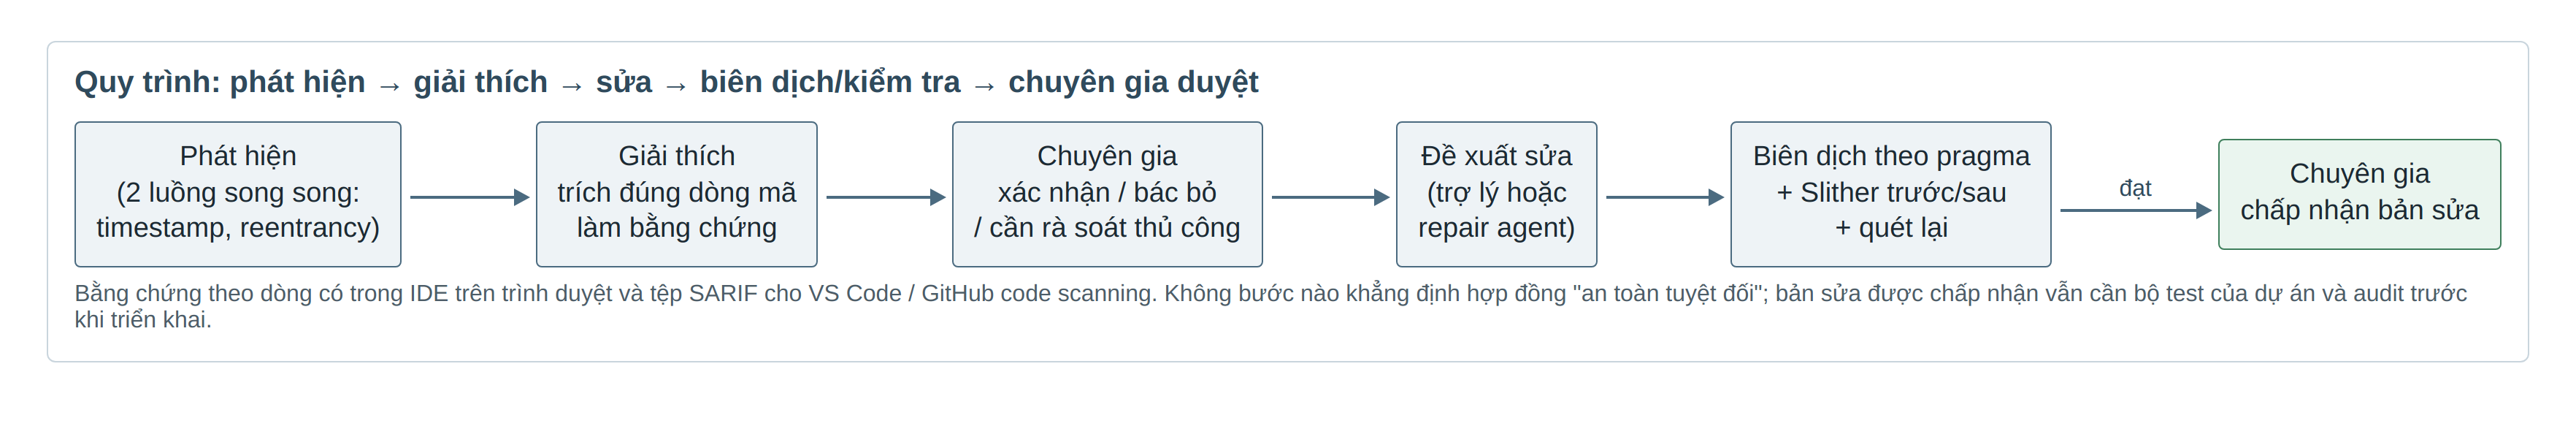 Quy trình: phát hiện → giải thích → sửa → biên dịch/kiểm tra → chuyên gia duyệt
Phát hiện
(2 luồng song song:
timestamp, reentrancy)
Giải thích
trích đúng dòng mã
làm bằng chứng
Chuyên gia
xác nhận / bác bỏ
/ cần rà soát thủ công
Đề xuất sửa
(trợ lý hoặc
repair agent)
Biên dịch theo pragma
+ Slither trước/sau
+ quét lại
đạt
Chuyên gia
chấp nhận bản sửa
Bằng chứng theo dòng có trong IDE trên trình duyệt và tệp SARIF cho VS Code / GitHub code scanning. Không bước nào khẳng định hợp đồng "an toàn tuyệt đối"; bản sửa được chấp nhận vẫn cần bộ test của dự án và audit trước
khi triển khai.